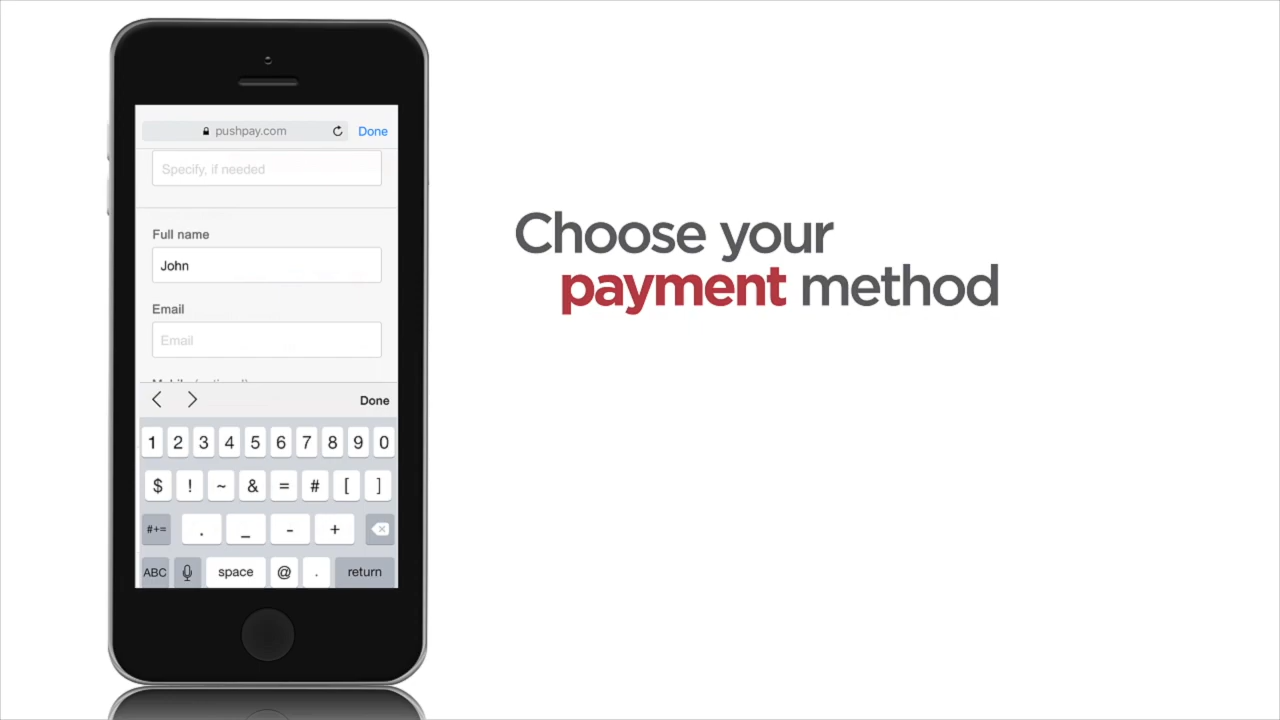 pushpay.com Done
Specify, if needed
Full name
John
Email
Email
Done
1 2 3 4 5 6 7 8 9 0
$ ! ~ & = # [ ]
#+= . _ - +
ABC space @ . return
Choose your
payment method